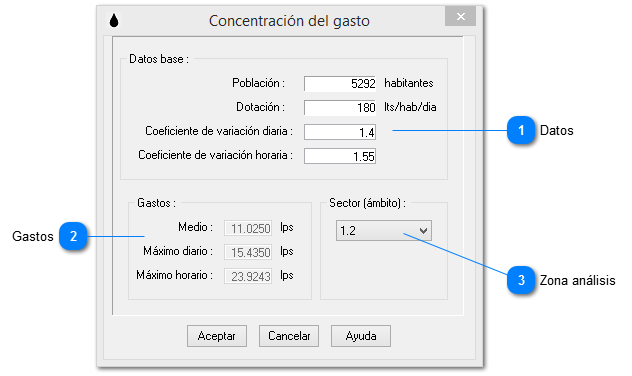 Concentración del gasto
Datos base :
Población : 5292 habitantes
Dotación : 180 lts/hab/dia
Coeficiente de variación diaria : 1.4
Coeficiente de variación horaria : 1.55
1 Datos
Gastos :
Medio : 11.0250 lps
Máximo diario : 15.4350 lps
Máximo horario : 23.9243 lps
Gastos 2
Sector (ámbito) :
1.2
3 Zona análisis
Aceptar Cancelar Ayuda